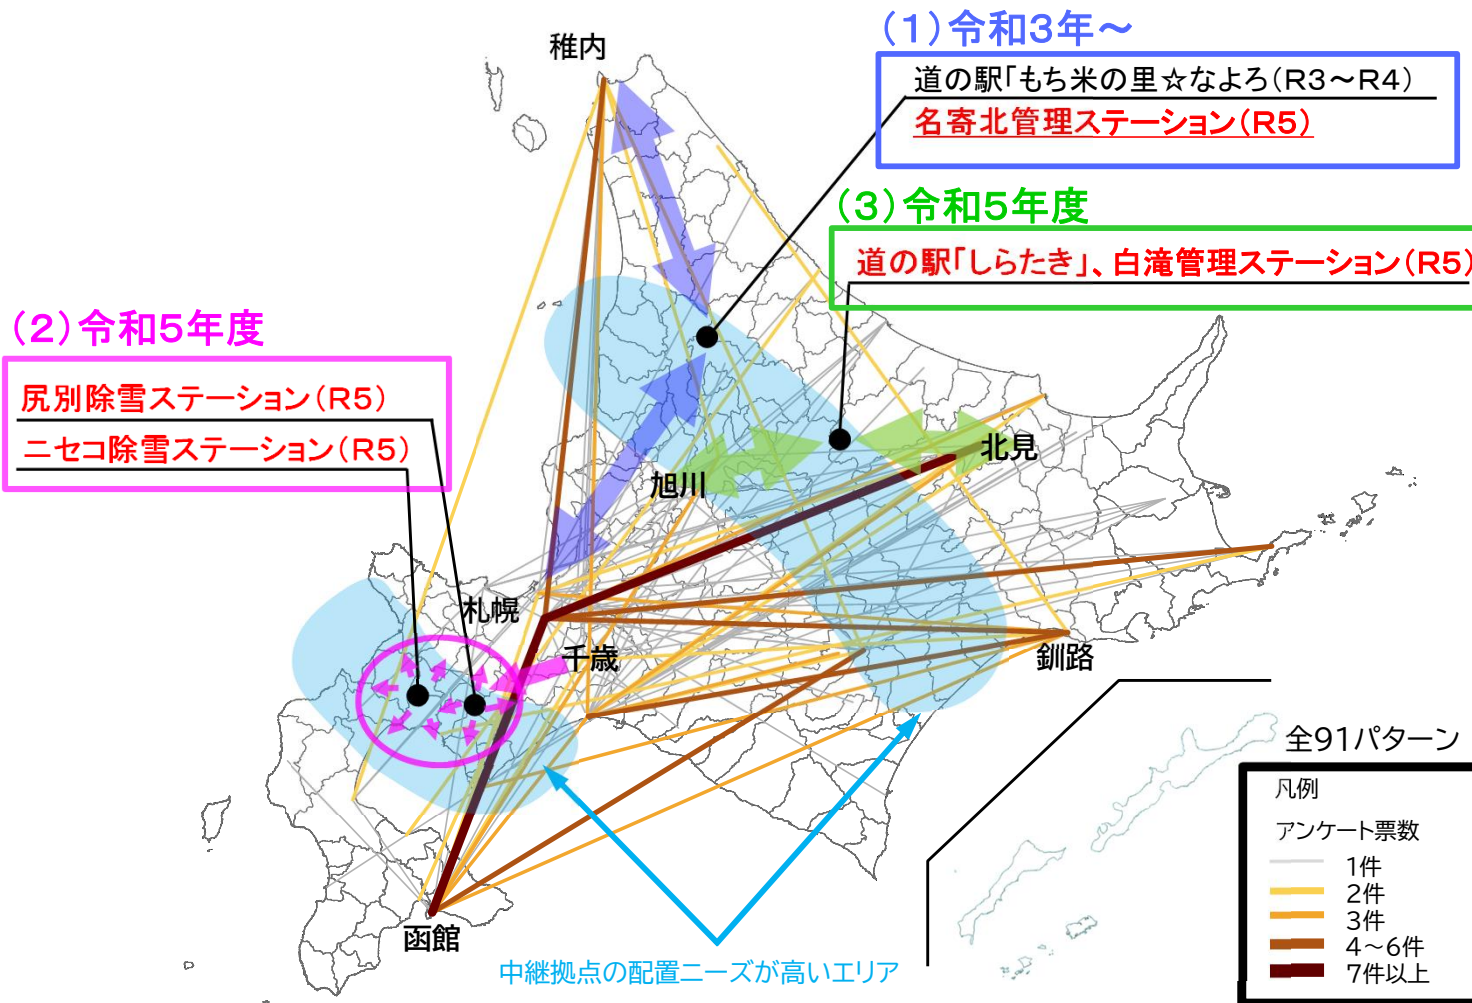 (1)令和3年～
道の駅「もち米の里☆なよろ(R3～R4)
名寄北管理ステーション(R5)
(3)令和5年度
道の駅「しらたき」、白滝管理ステーション(R5)
(2)令和5年度
尻別除雪ステーション(R5)
ニセコ除雪ステーション(R5)
稚内
旭川
北見
札幌
千歳
釧路
函館
中継拠点の配置ニーズが高いエリア
全91パターン
凡例
アンケート票数
1件
2件
3件
4～6件
7件以上